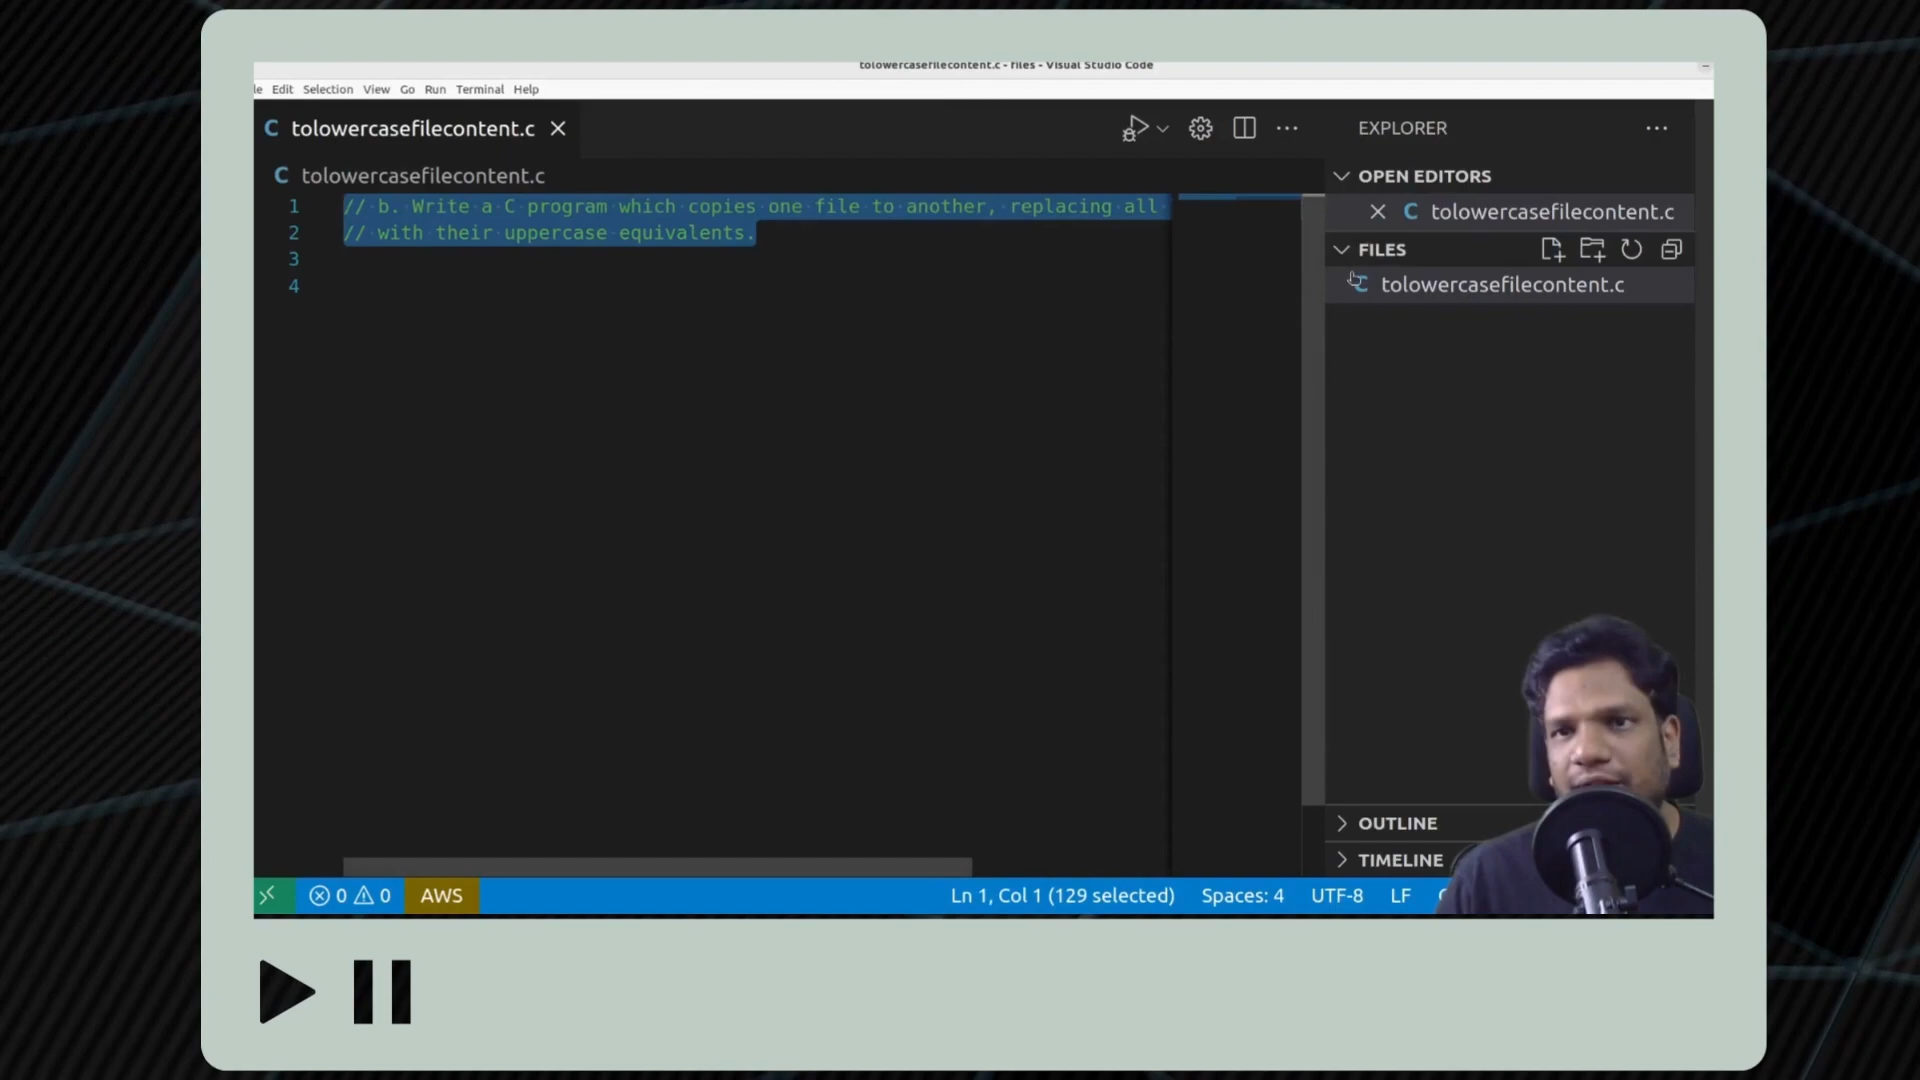 tolowercasefilecontent.c - files - Visual Studio Code
Edit Selection View Go Run Terminal Help
C tolowercasefilecontent.c
EXPLORER
C tolowercasefilecontent.c
OPEN EDITORS
1 // b. Write a C program which copies one file to another, replacing all
C tolowercasefilecontent.c
2 // with their uppercase equivalents.
FILES
3
C tolowercasefilecontent.c
4
OUTLINE
TIMELINE
0 0 AWS
Ln 1, Col 1 (129 selected) Spaces: 4 UTF-8 LF